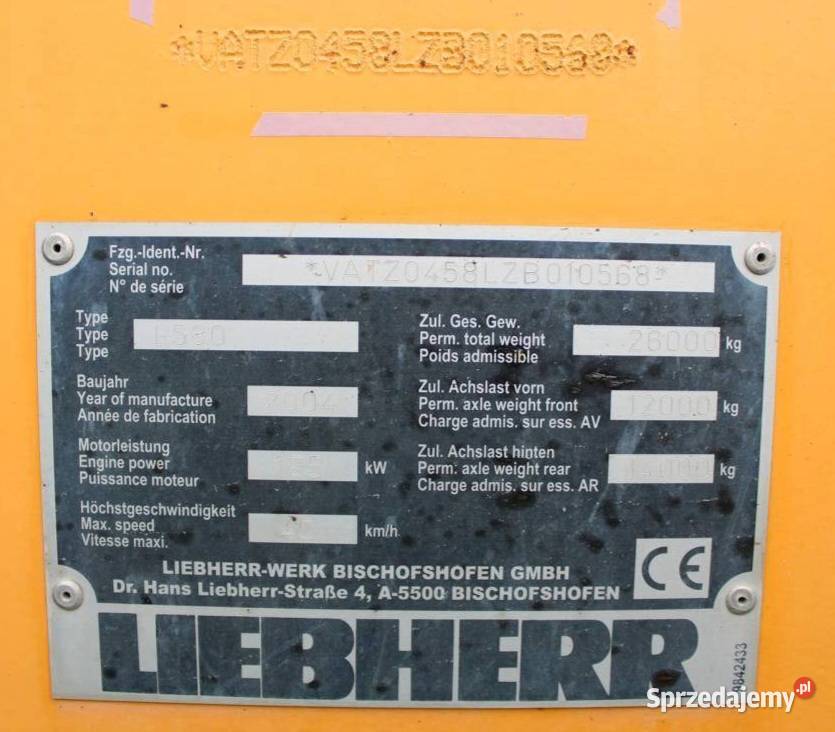 *VATZ0458LZB010568*
Fzg.-Ident.-Nr.
Serial no.
N° de série
*VATZ0458LZB010568*
Type
Type
Type
L580
Baujahr
Year of manufacture
Année de fabrication
2004
Motorleistung
Engine power
Puissance moteur
kW
Höchstgeschwindigkeit
Max. speed
Vitesse maxi.
km/h
Zul. Ges. Gew.
Perm. total weight
Poids admissible
26000 kg
Zul. Achslast vorn
Perm. axle weight front
Charge admis. sur ess. AV
12000 kg
Zul. Achslast hinten
Perm. axle weight rear
Charge admis. sur ess. AR
kg
LIEBHERR-WERK BISCHOFSHOFEN GMBH
Dr. Hans Liebherr-Straße 4, A-5500 BISCHOFSHOFEN
CE
LIEBHERR
8842433
Sprzedajemy.pl